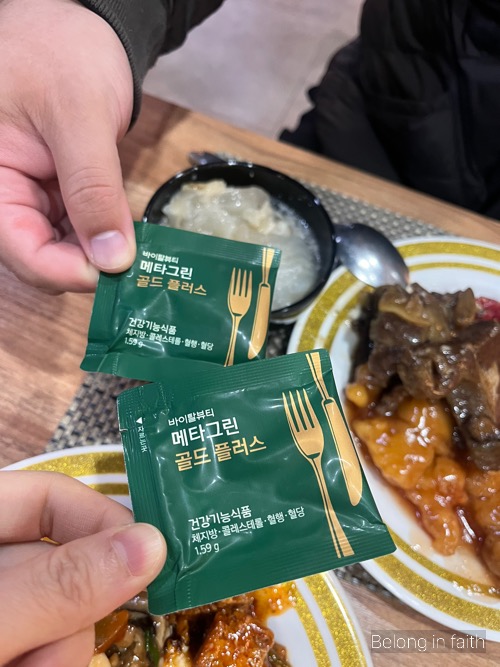 바이탈뷰티
메타그린
골드 플러스
건강기능식품
체지방·콜레스테롤·혈행·혈당
1.59 g
바이탈뷰티
메타그린
골드 플러스
건강기능식품
체지방·콜레스테롤·혈행·혈당
1.59 g
Belong in faith